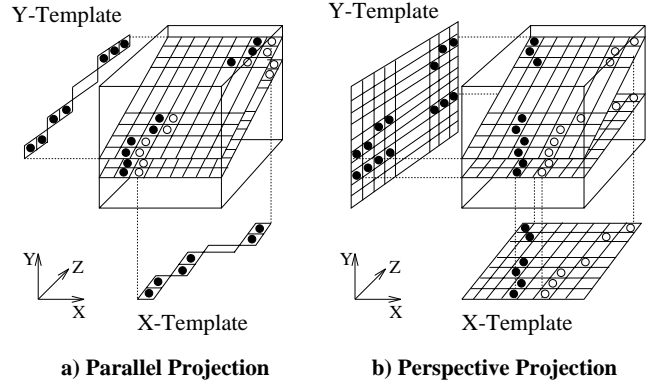 Y-Template
Y-Template
Y
Z
X
X-Template
Y
Z
X
X-Template
a) Parallel Projection
b) Perspective Projection